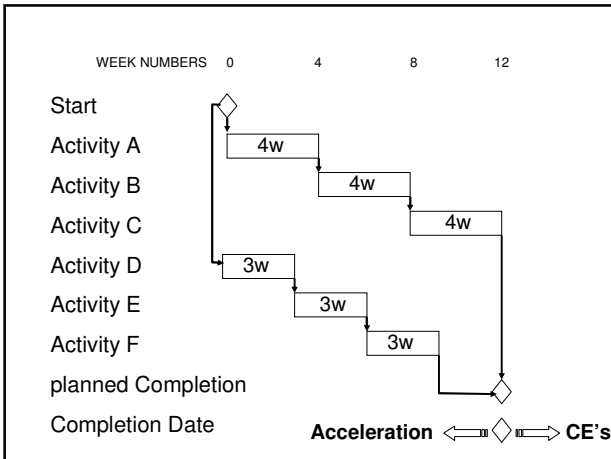 WEEK NUMBERS 0 4 8 12
Start
Activity A 4w
Activity B 4w
Activity C 4w
Activity D 3w
Activity E 3w
Activity F 3w
planned Completion
Completion Date Acceleration CE's